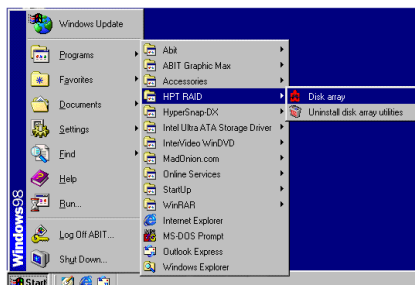 Windows Update
Programs
Favorites
Documents
Settings
Find
Help
Run...
Log Off ABIT...
Shut Down...
Windows98
Start
Abit
ABIT Graphic Max
Accessories
HPT RAID
HyperSnap-DX
Intel Ultra ATA Storage Driver
InterVideo WinDVD
MadOnion.com
Online Services
StartUp
WinRAR
Internet Explorer
MS-DOS Prompt
Outlook Express
Windows Explorer
Disk array
Uninstall disk array utilities